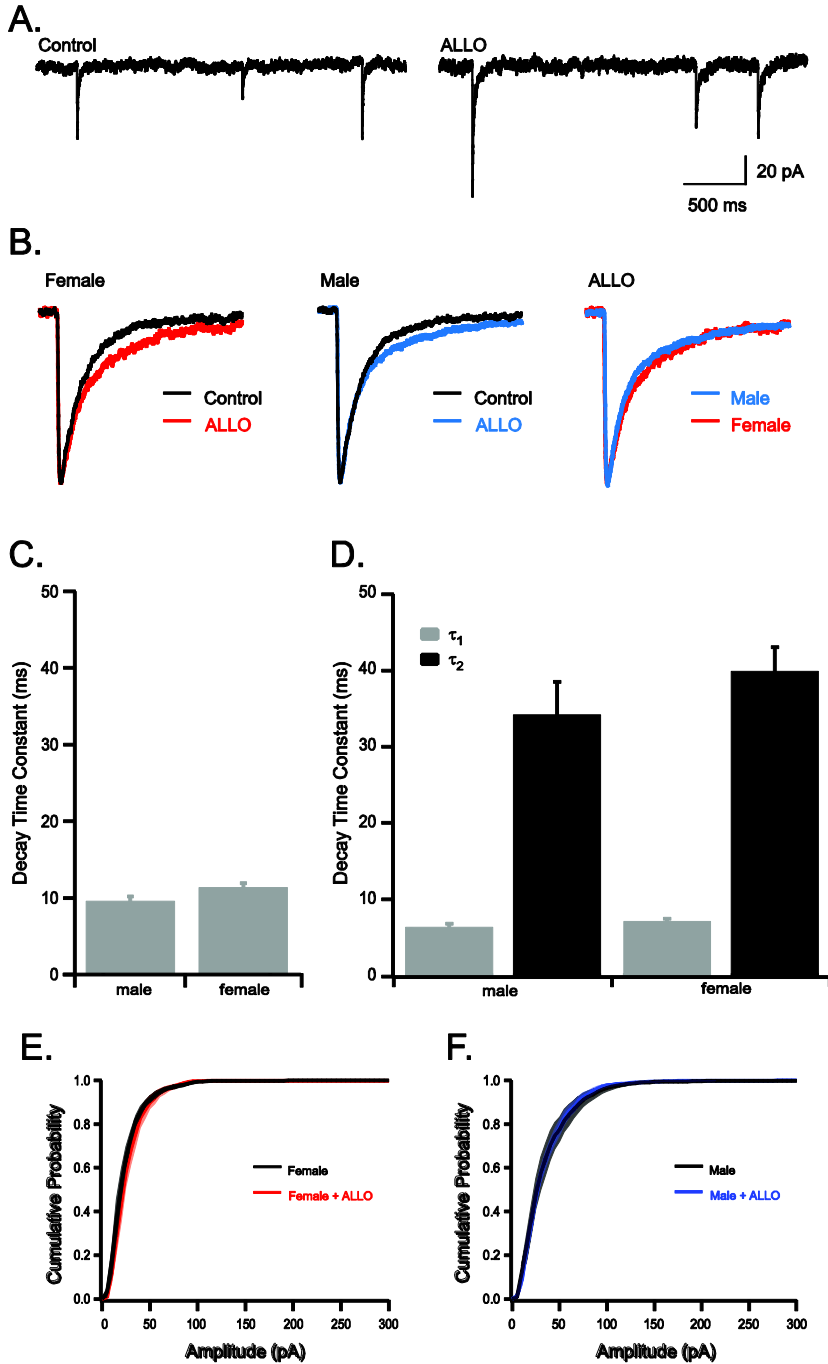 A.
Control
ALLO
20 pA
500 ms
B.
Female
Male
ALLO
Control
ALLO
Control
ALLO
Male
Female
C.
D.
50
40
30
20
10
0
Decay Time Constant (ms)
male
female
50
40
30
20
10
0
Decay Time Constant (ms)
τ1
τ2
male
female
E.
F.
1.0
0.8
0.6
0.4
0.2
0.0
Cumulative Probability
Female
Female + ALLO
0 50 100 150 200 250 300
Amplitude (pA)
1.0
0.8
0.6
0.4
0.2
0.0
Cumulative Probability
Male
Male + ALLO
0 50 100 150 200 250 300
Amplitude (pA)